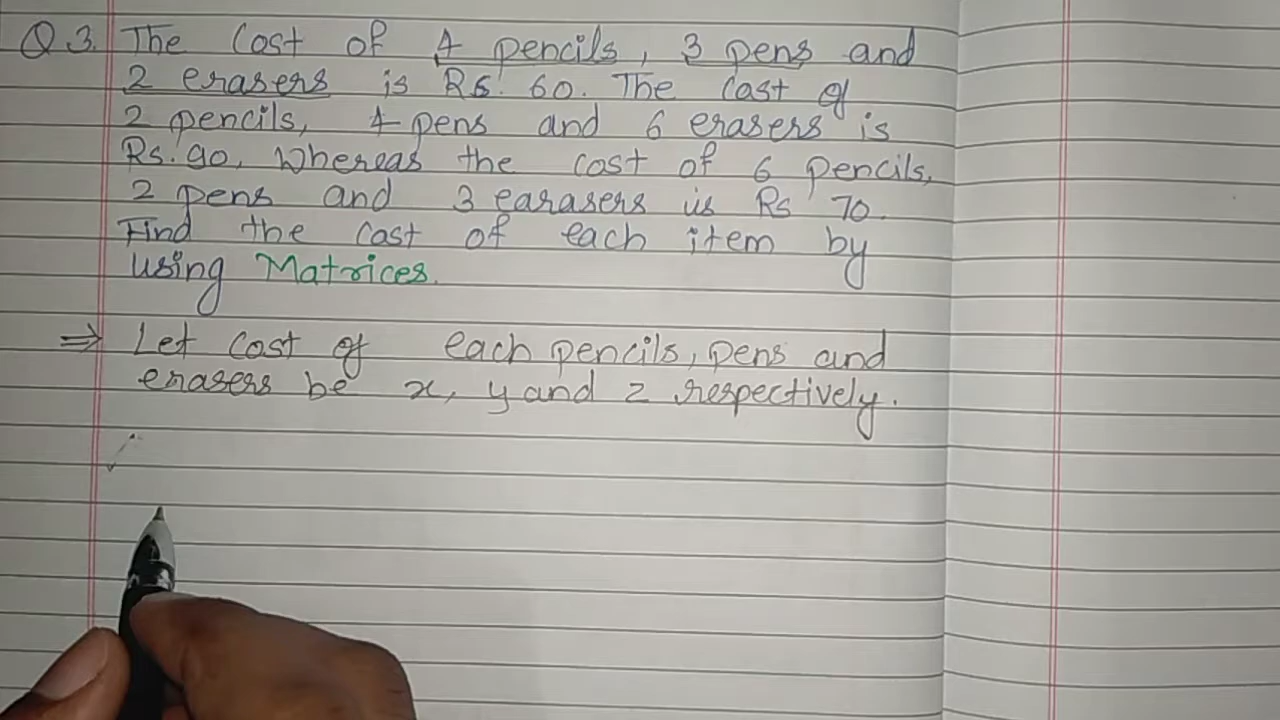 Q 3. The cost of 4 pencils, 3 pens and
2 erasers is Rs. 60. The cost of
2 pencils, 4 pens and 6 erasers is
Rs. 90, whereas the cost of 6 pencils,
2 pens and 3 earasers is Rs 70.
Find the cost of each item by
using Matrices.
⇒ Let cost of each pencils, pens and
erasers be x, y and z respectively.